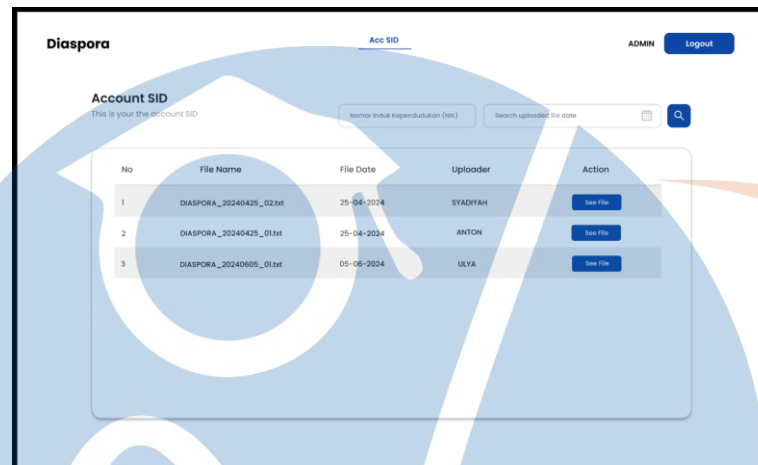 Diaspora
Acc SID
ADMIN
Logout
Account SID
This is your the account SID
Nomor Induk Kependudukan (NIK)
Search uploaded file date
No File Name File Date Uploader Action
1 DIASPORA_20240425_02.txt 25-04-2024 SYADIYAH See File
2 DIASPORA_20240425_01.txt 25-04-2024 ANTON See File
3 DIASPORA_20240605_01.txt 05-06-2024 ULYA See File